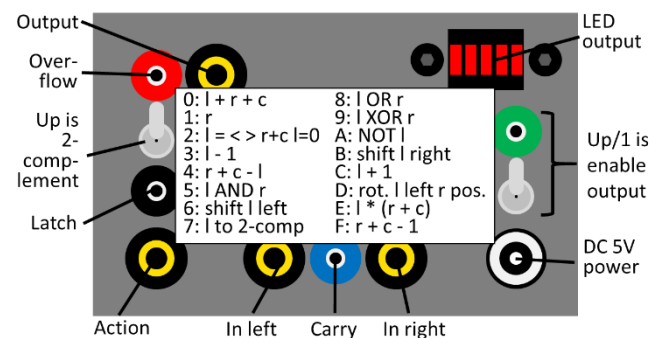 Output
LED
output
Over-
flow
Up is
2-
comp-
lement
Latch
0: l + r + c
1: r
2: l = < > r+c l=0
3: l - 1
4: r + c - l
5: l AND r
6: shift l left
7: l to 2-comp
8: l OR r
9: l XOR r
A: NOT l
B: shift l right
C: l + 1
D: rot. l left r pos.
E: l * (r + c)
F: r + c - 1
Up/1 is
enable
output
DC 5V
power
Action
In left
Carry
In right